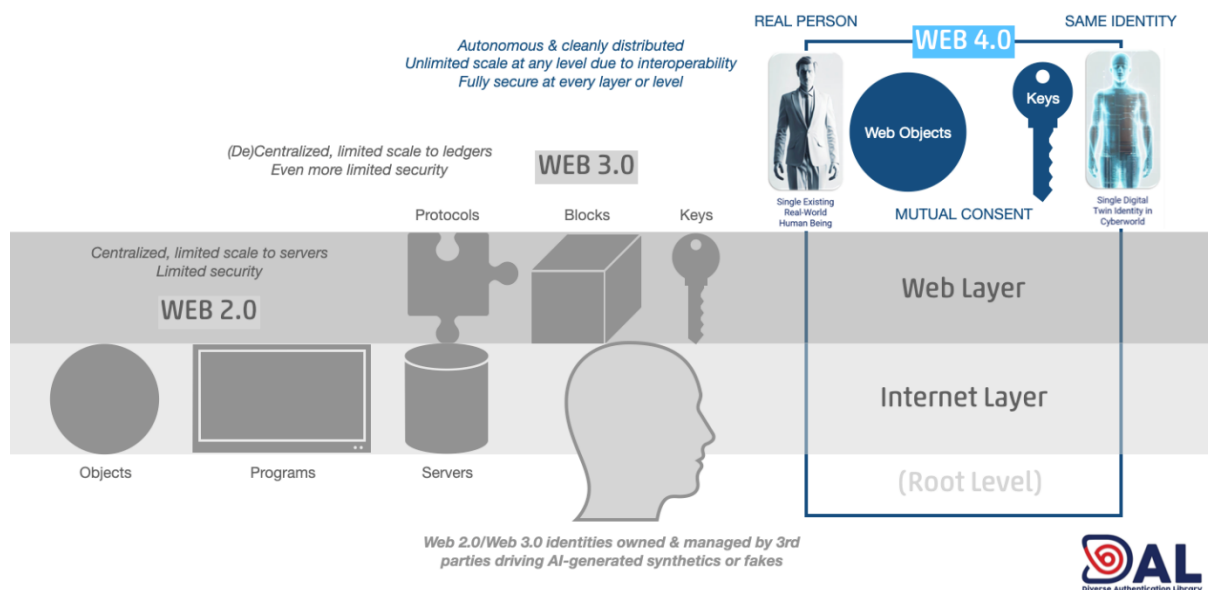 REAL PERSON
SAME IDENTITY
WEB 4.0
Autonomous & cleanly distributed
Unlimited scale at any level due to interoperability
Fully secure at every layer or level
Web Objects
Keys
(De)Centralized, limited scale to ledgers
Even more limited security
WEB 3.0
Single Existing
Real-World
Human Being
MUTUAL CONSENT
Single Digital
Twin Identity in
Cyberworld
Protocols
Blocks
Keys
Centralized, limited scale to servers
Limited security
WEB 2.0
Web Layer
Internet Layer
Objects
Programs
Servers
(Root Level)
Web 2.0/Web 3.0 identities owned & managed by 3rd
parties driving AI-generated synthetics or fakes
DAL
Diverse Authentication Library